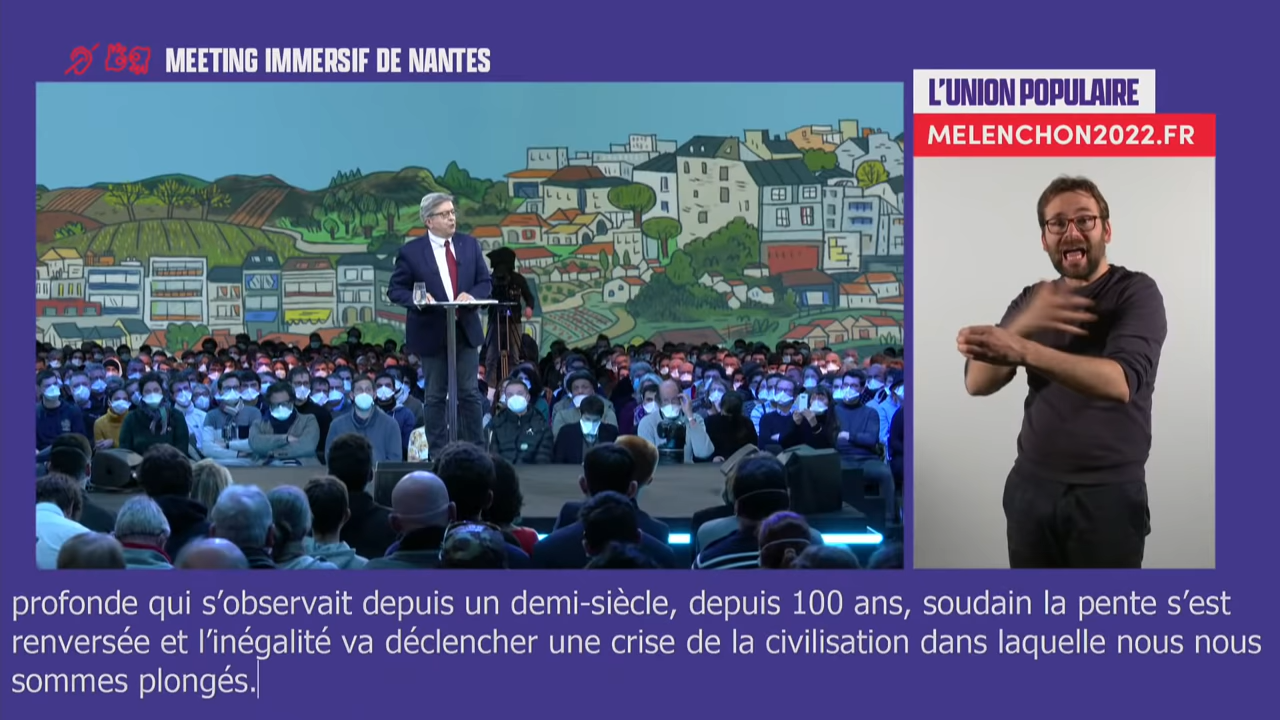 MEETING IMMERSIF DE NANTES
L'UNION POPULAIRE
MELENCHON2022.FR
profonde qui s'observait depuis un demi-siècle, depuis 100 ans, soudain la pente s'est
renversée et l'inégalité va déclencher une crise de la civilisation dans laquelle nous nous
sommes plongés.